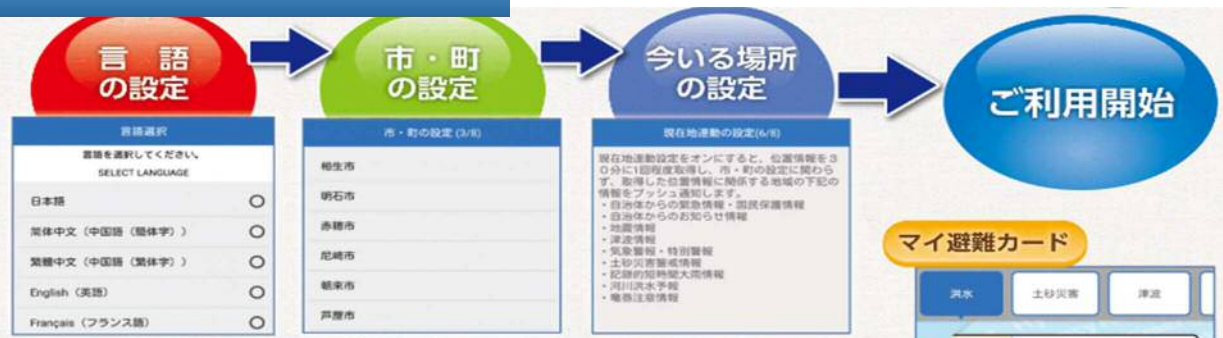 言語
の設定
市・町
の設定
今いる場所
の設定
ご利用開始
言語選択
言語を選択してください。
SELECT LANGUAGE
日本語
简体中文（中国語（簡体字））
繁體中文（中国語（繁体字））
English（英語）
Français（フランス語）
市・町の設定 (3/8)
相生市
明石市
赤穂市
尼崎市
朝来市
芦屋市
現在地連動の設定(6/8)
現在地連動設定をオンにすると、位置情報を3
0分に1回程度取得し、市・町の設定に関わら
ず、取得した位置情報に関係する地域の下記の
情報をプッシュ通知します。
・自治体からの緊急情報・国民保護情報
・自治体からのお知らせ情報
・地震情報
・津波情報
・気象警報・特別警報
・土砂災害警戒情報
・記録的短時間大雨情報
・河川洪水予報
・竜巻注意情報
マイ避難カード
洪水
土砂災害
津波